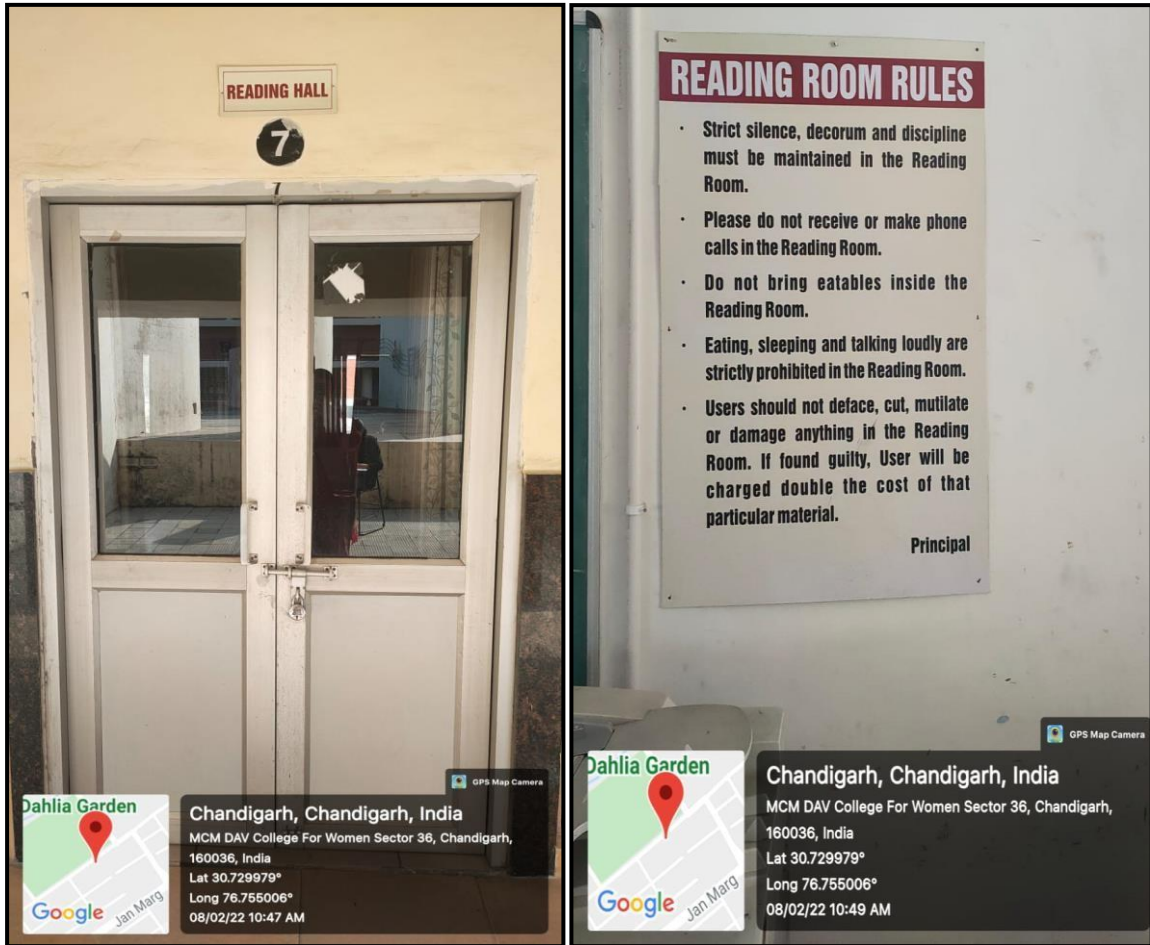 READING HALL
7
7
GPS Map Camera
Dahlia Garden
Jan Marg
Google
Chandigarh, Chandigarh, India
MCM DAV College For Women Sector 36, Chandigarh,
160036, India
Lat 30.729979°
Long 76.755006°
08/02/22 10:47 AM
READING ROOM RULES
· Strict silence, decorum and discipline
must be maintained in the Reading
Room.
· Please do not receive or make phone
calls in the Reading Room.
· Do not bring eatables inside the
Reading Room.
· Eating, sleeping and talking loudly are
strictly prohibited in the Reading Room.
· Users should not deface, cut, mutilate
or damage anything in the Reading
Room. If found guilty, User will be
charged double the cost of that
particular material.
Principal
GPS Map Camera
Dahlia Garden
Jan Marg
Google
Chandigarh, Chandigarh, India
MCM DAV College For Women Sector 36, Chandigarh,
160036, India
Lat 30.729979°
Long 76.755006°
08/02/22 10:49 AM